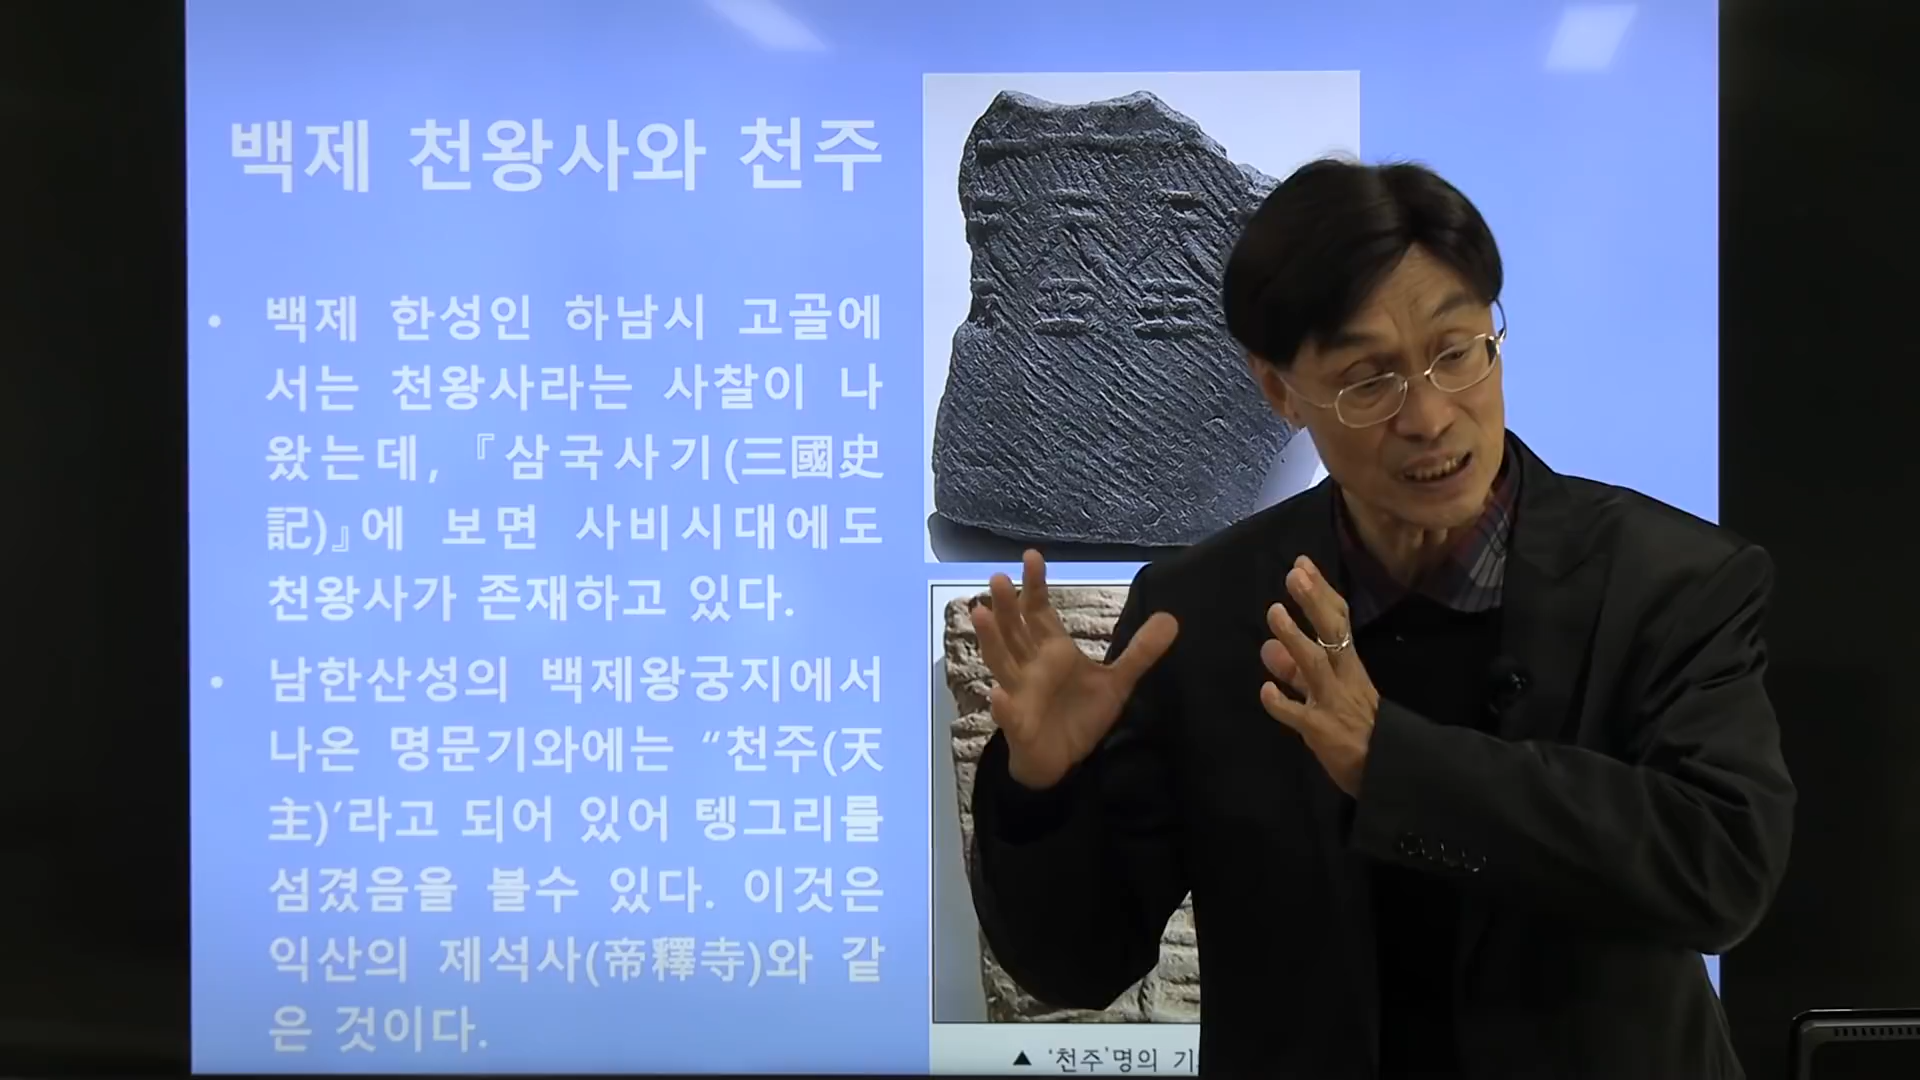 백제 천왕사와 천주
• 백제 한성인 하남시 고골에
서는 천왕사라는 사찰이 나
왔는데, 『삼국사기(三國史
記)』에 보면 사비시대에도
천왕사가 존재하고 있다.
• 남한산성의 백제왕궁지에서
나온 명문기와에는 “천주(天
主)’라고 되어 있어 텡그리를
섬겼음을 볼수 있다. 이것은
익산의 제석사(帝釋寺)와 같
은 것이다.
▲ ‘천주’명의 기